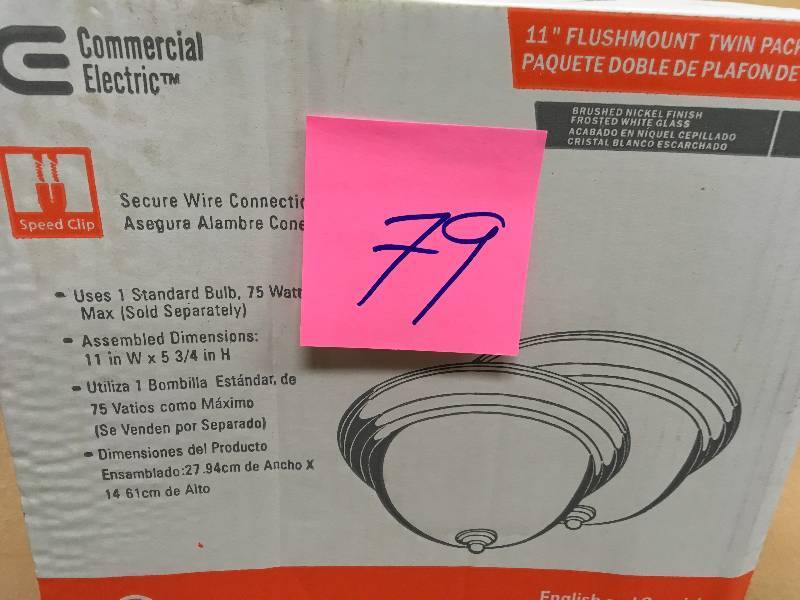 Commercial
Electric™
11" FLUSHMOUNT TWIN PACK
PAQUETE DOBLE DE PLAFON DE
BRUSHED NICKEL FINISH
FROSTED WHITE GLASS
ACABADO EN NIQUEL CEPILLADO
CRISTAL BLANCO ESCARCHADO
Speed Clip
Secure Wire
Asegura Alambre
79
- Uses 1 Standard Bulb, 75 Watt
Max (Sold Separately)
- Assembled Dimensions:
11 in W x 5 3/4 in H
- Utiliza 1 Bombilla Estándar, de
75 Vatios como Máximo
(Se Venden por Separado)
- Dimensiones del Producto
Ensamblado:27.94cm de Ancho X
14 61cm de Alto
English